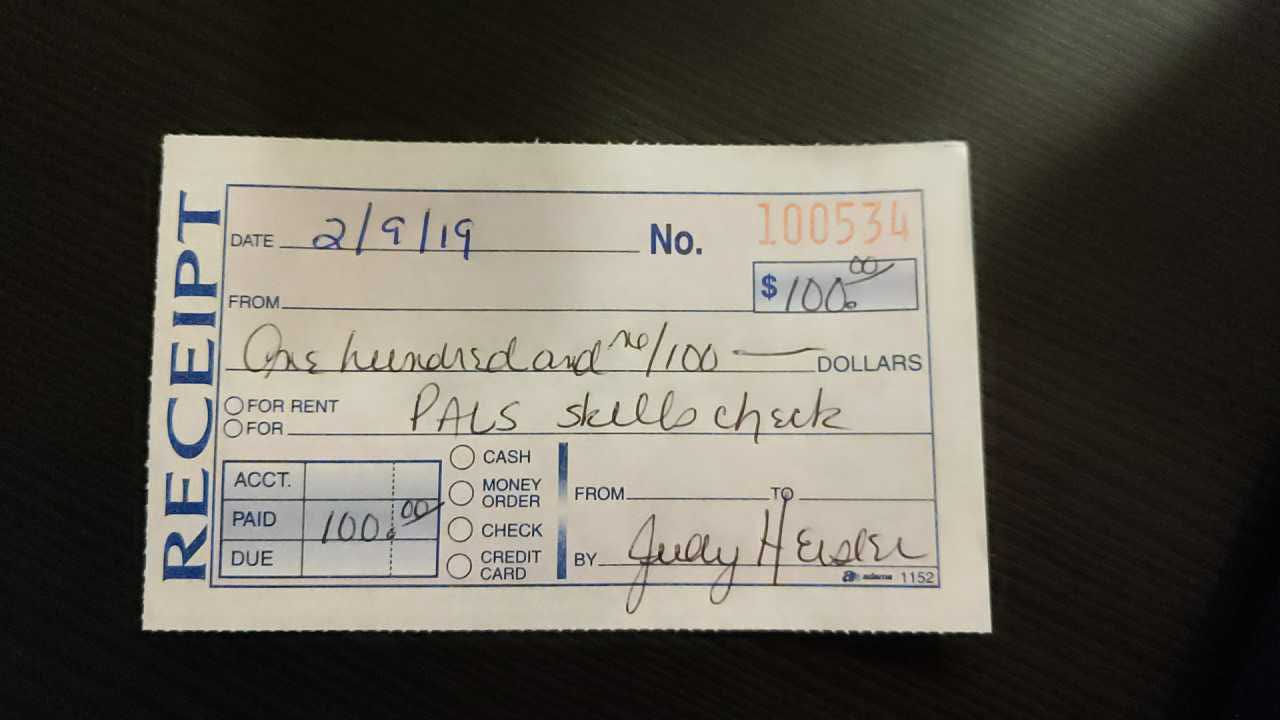 RECEIPT
DATE 2/9/19 No. 100534
FROM $ 100.00
One hundred and no/100 DOLLARS
FOR RENT
FOR PALS skills check
ACCT.
PAID 100.00
DUE
CASH
MONEY ORDER
CHECK
CREDIT CARD
FROM TO
BY Judy Heisler
adams 1152